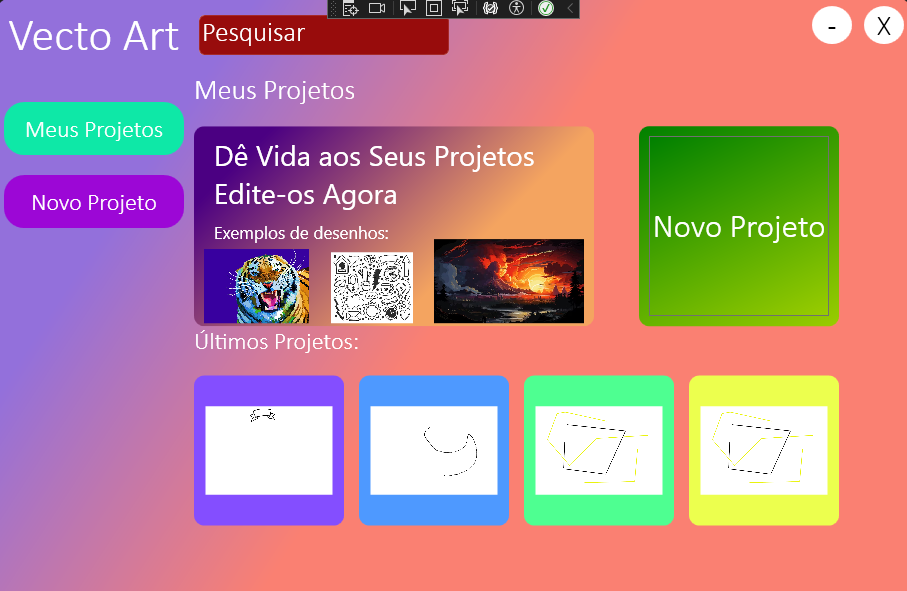 Vecto Art
Pesquisar
-
X
Meus Projetos
Meus Projetos
Novo Projeto
Dê Vida aos Seus Projetos
Edite-os Agora
Exemplos de desenhos:
Novo Projeto
Últimos Projetos: